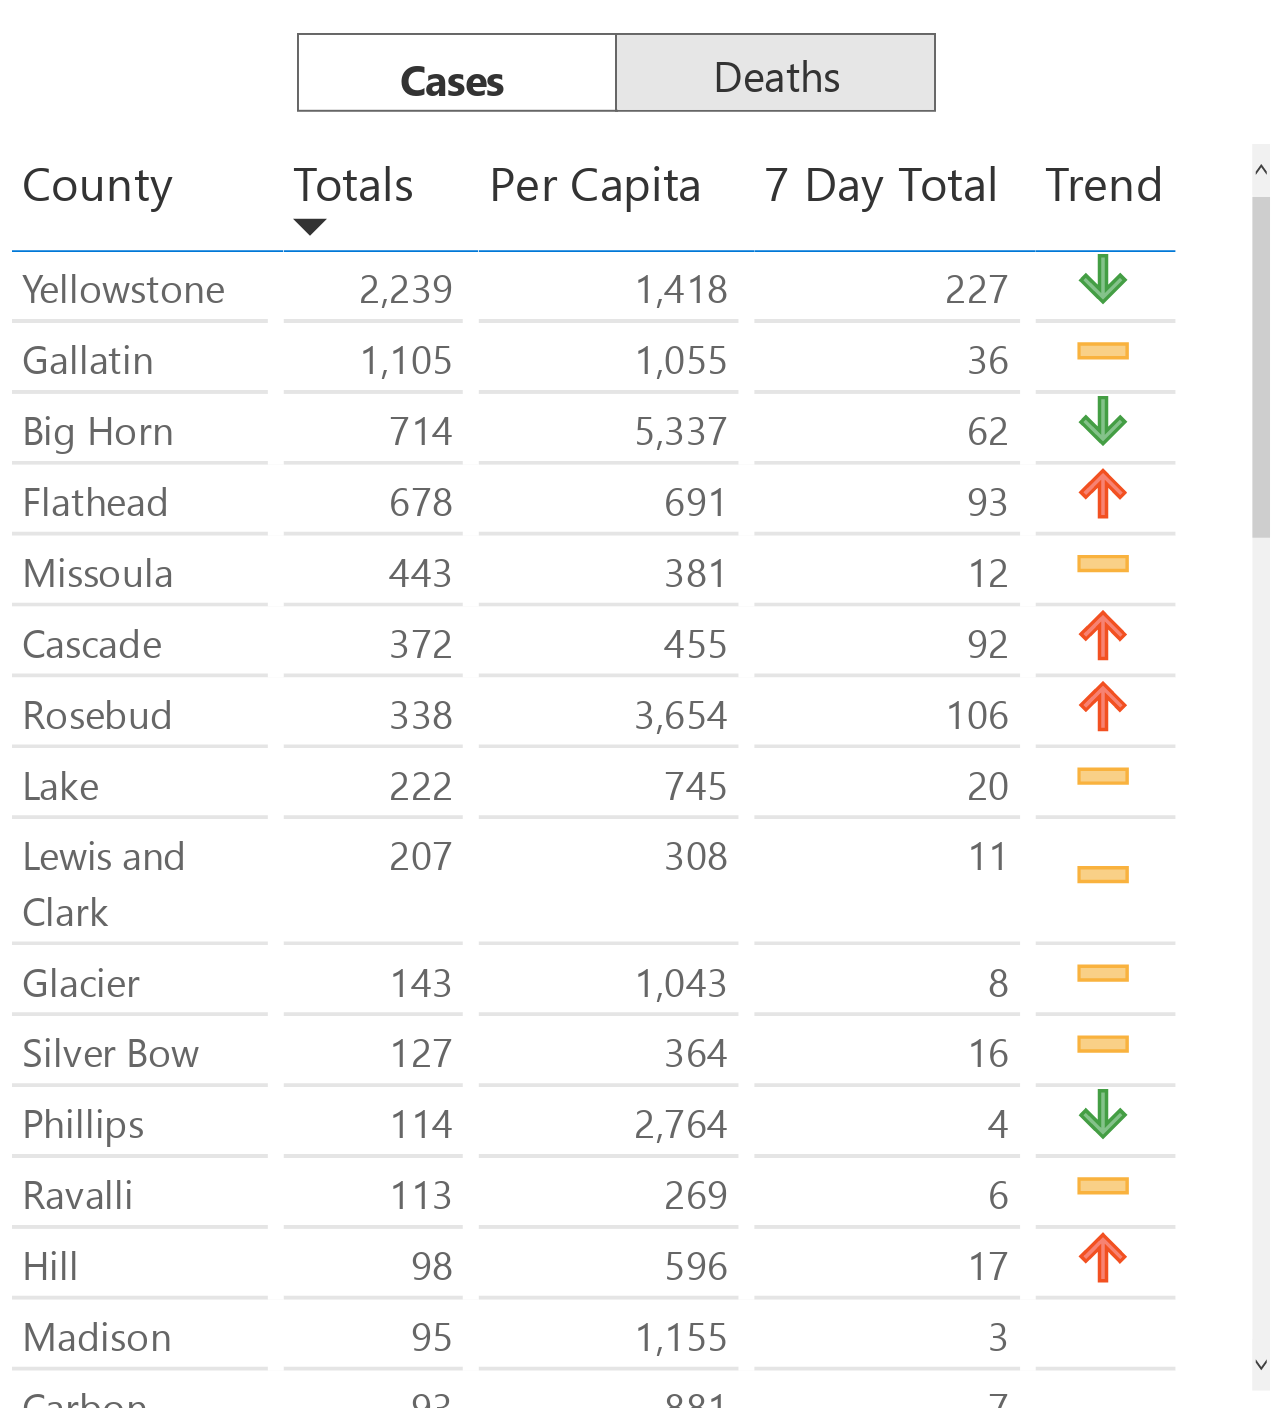 Cases Deaths
County Totals Per Capita 7 Day Total Trend
Yellowstone 2,239 1,418 227
Gallatin 1,105 1,055 36
Big Horn 714 5,337 62
Flathead 678 691 93
Missoula 443 381 12
Cascade 372 455 92
Rosebud 338 3,654 106
Lake 222 745 20
Lewis and 207 308 11
Clark
Glacier 143 1,043 8
Silver Bow 127 364 16
Phillips 114 2,764 4
Ravalli 113 269 6
Hill 98 596 17
Madison 95 1,155 3
Carbon 93 881 7